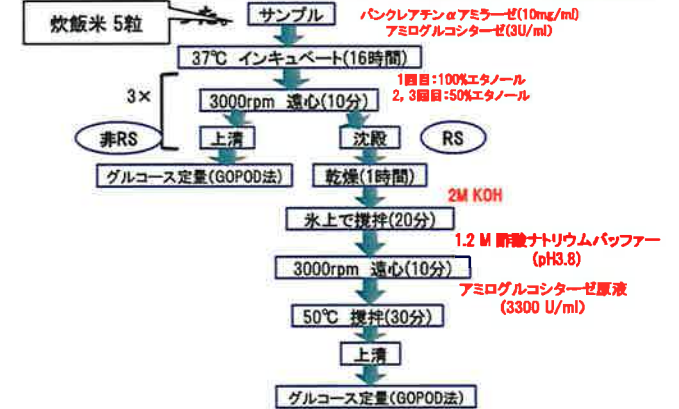 炊飯米 5粒
サンプル
パンクレアチンαアミラーゼ(10mg/ml)
アミログルコシターゼ(3U/ml)
37℃ インキュベート(16時間)
1回目:100%エタノール
2, 3回目:50%エタノール
3×
3000rpm 遠心(10分)
非RS
上清
沈殿
RS
グルコース定量(GOPOD法)
乾燥(1時間)
2M KOH
氷上で撹拌(20分)
1.2 M 酢酸ナトリウムバッファー
(pH3.8)
3000rpm 遠心(10分)
アミログルコシターゼ原液
(3300 U/ml)
50℃ 撹拌(30分)
上清
グルコース定量(GOPOD法)